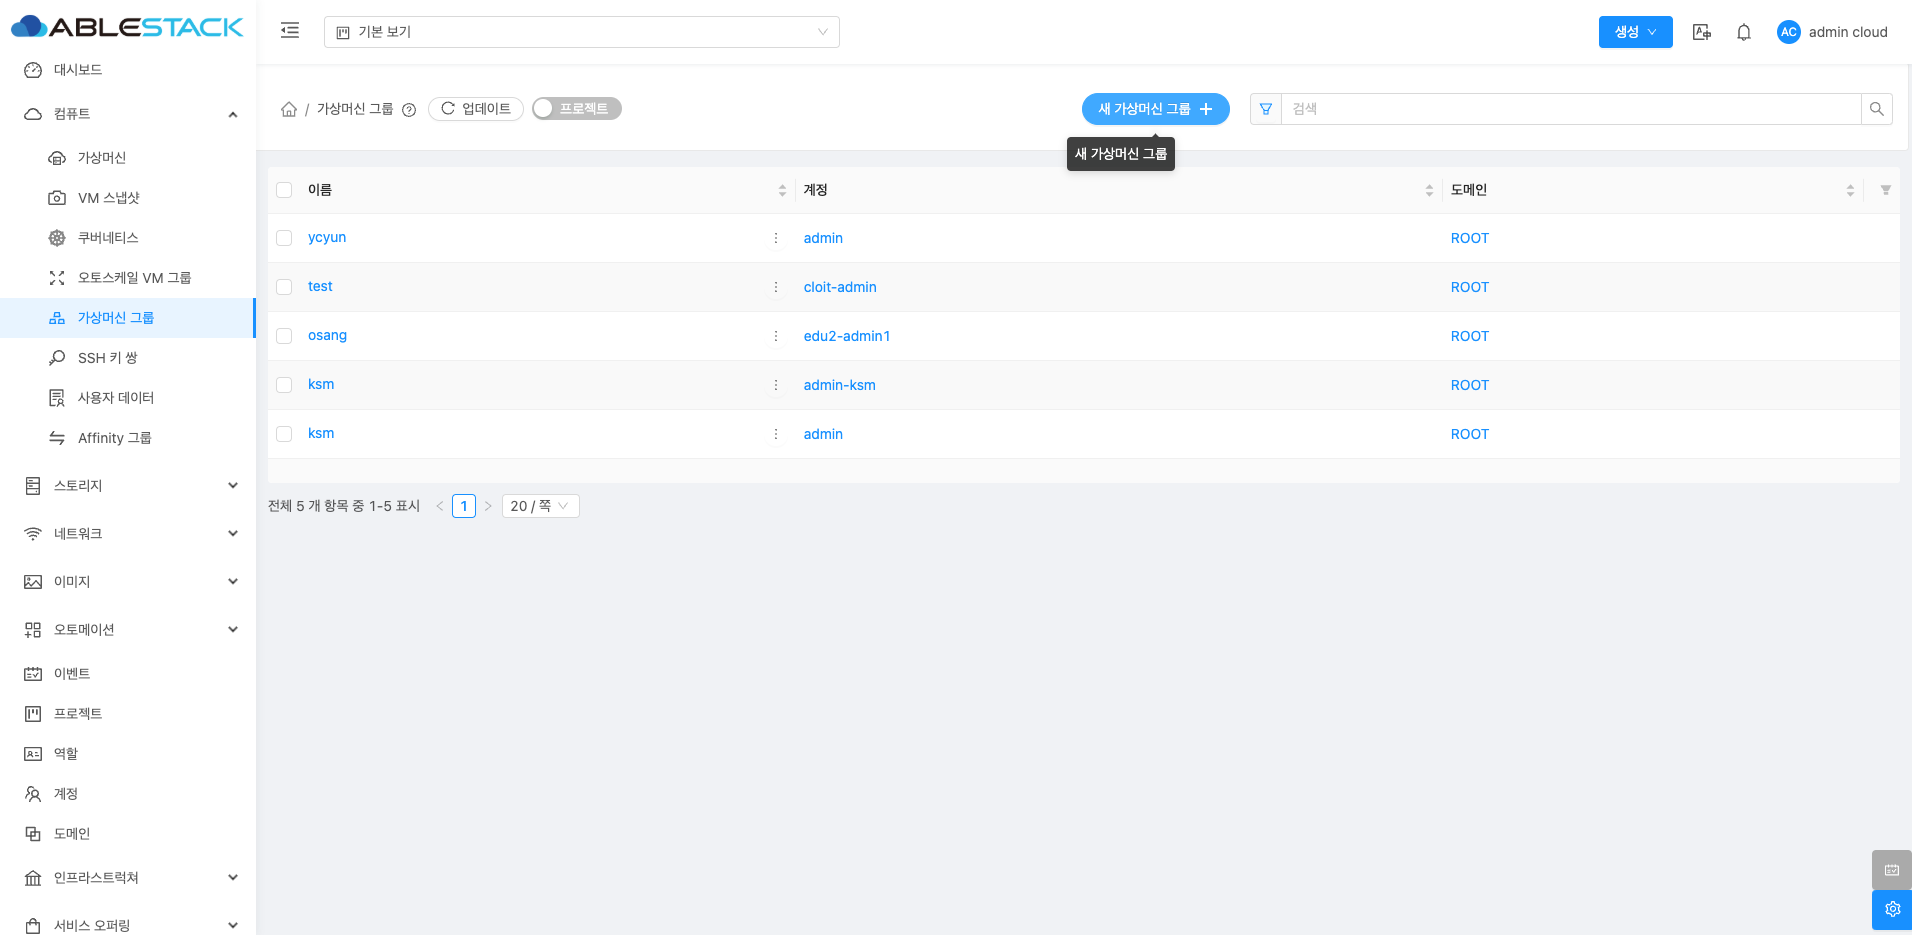 ABLESTACK
기본 보기
생성
AC
admin cloud
대시보드
컴퓨트
가상머신
VM 스냅샷
쿠버네티스
오토스케일 VM 그룹
가상머신 그룹
SSH 키 쌍
사용자 데이터
Affinity 그룹
스토리지
네트워크
이미지
오토메이션
이벤트
프로젝트
역할
계정
도메인
인프라스트럭쳐
서비스 오퍼링
/ 가상머신 그룹
업데이트
프로젝트
새 가상머신 그룹
검색
새 가상머신 그룹
이름 계정 도메인
ycyun admin ROOT
test cloit-admin ROOT
osang edu2-admin1 ROOT
ksm admin-ksm ROOT
ksm admin ROOT
전체 5 개 항목 중 1-5 표시 < 1 > 20 / 쪽